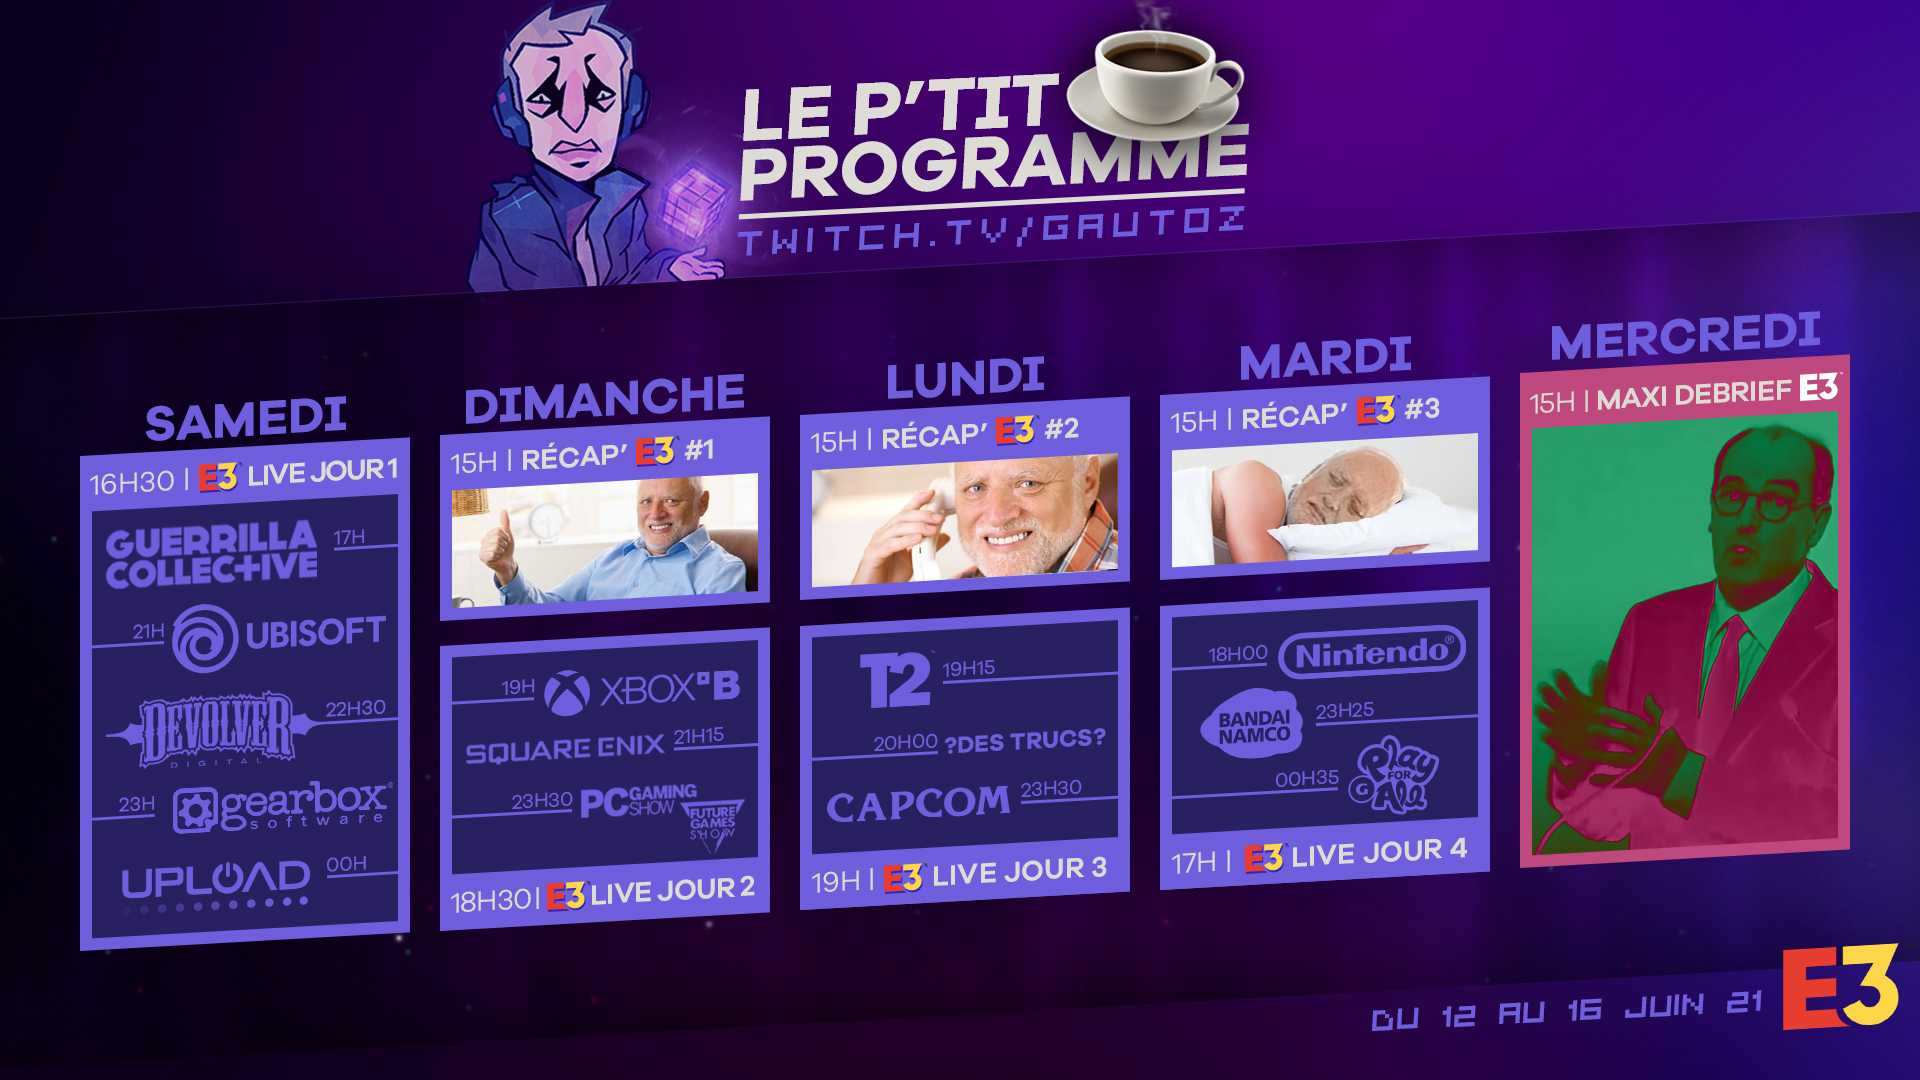 LE P'TIT
PROGRAMME
TWITCH.TV/GAUTOZ
SAMEDI
16H30 | E3 LIVE JOUR 1
GUERRILLA
COLLEC+IVE
17H
21H
UBISOFT
DEVOLVER
DIGITAL
22H30
23H
gearbox
software
UPLOAD
00H
DIMANCHE
15H | RÉCAP' E3 #1
19H
XBOX B
SQUARE ENIX
21H15
23H30
PC GAMING
SHOW
FUTURE
GAMES
SHOW
18H30 | E3 LIVE JOUR 2
LUNDI
15H | RÉCAP' E3 #2
T2
19H15
20H00
?DES TRUCS?
CAPCOM
23H30
19H | E3 LIVE JOUR 3
MARDI
15H | RÉCAP' E3 #3
18H00
Nintendo®
BANDAI
NAMCO
23H25
00H35
Play
FOR
G
All
17H | E3 LIVE JOUR 4
MERCREDI
15H | MAXI DEBRIEF E3
DU 12 AU 16 JUIN 21
E3